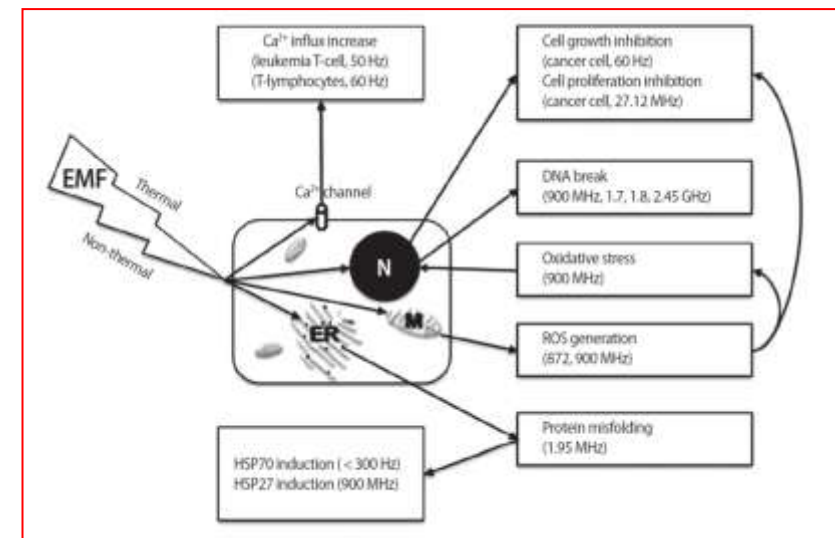 Ca²⁺ influx increase
(leukemia T-cell, 50 Hz)
(T-lymphocytes, 60 Hz)
Cell growth inhibition
(cancer cell, 60 Hz)
Cell proliferation inhibition
(cancer cell, 27.12 MHz)
EMF
Thermal
Non-thermal
Ca²⁺ channel
DNA break
(900 MHz, 1.7, 1.8, 2.45 GHz)
N
Oxidative stress
(900 MHz)
M
ER
ROS generation
(872, 900 MHz)
Protein misfolding
(1.95 MHz)
HSP70 induction ( < 300 Hz)
HSP27 induction (900 MHz)